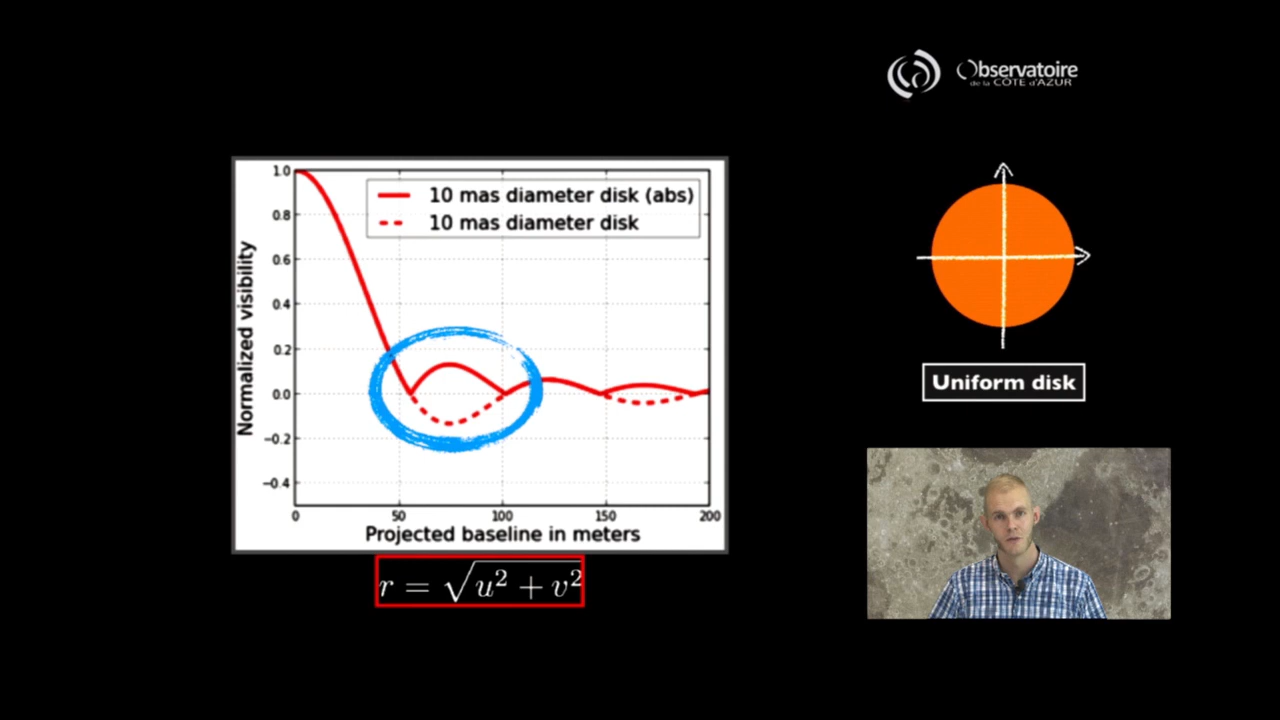 Observatoire
de la CÔTE d'AZUR
10 mas diameter disk (abs)
10 mas diameter disk
1.0
0.8
0.6
0.4
0.2
0.0
−0.2
−0.4
Normalized visibility
0 50 100 150 200
Projected baseline in meters
r = √u² + v²
Uniform disk